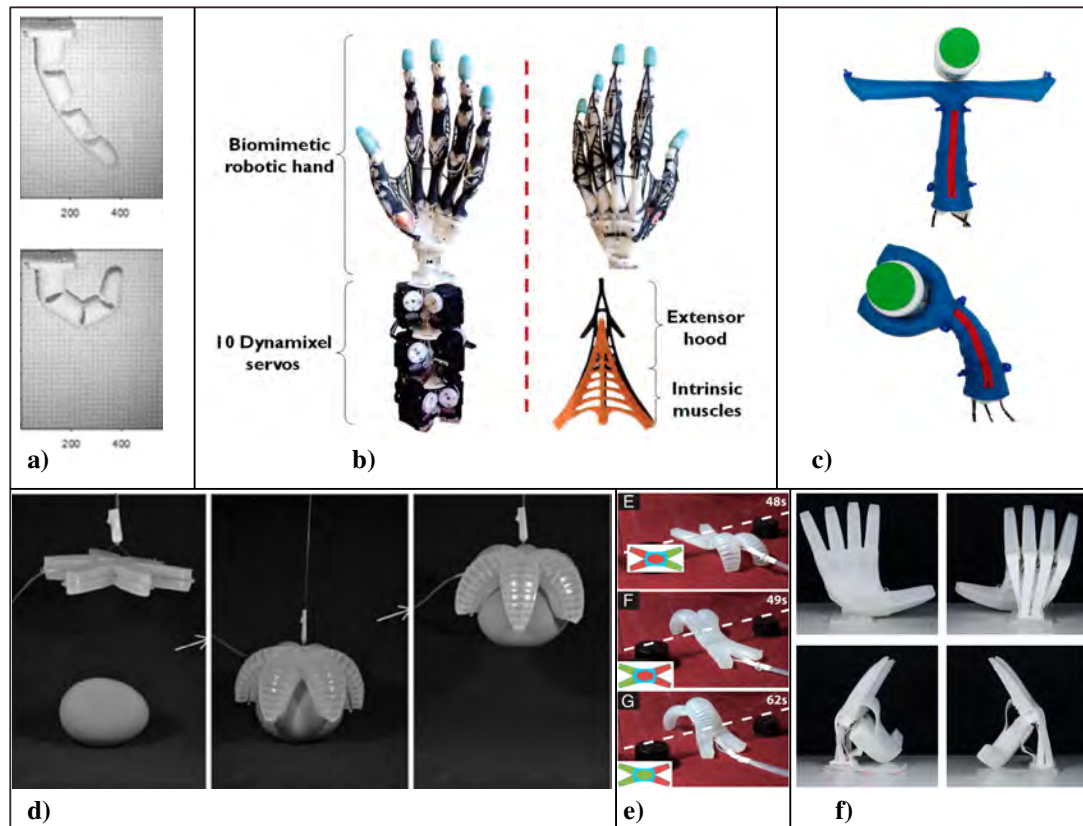 200 400
200 400
a)
Biomimetic
robotic hand
10 Dynamixel
servos
Extensor
hood
Intrinsic
muscles
b)
c)
d)
E
48s
F
49s
G
62s
e)
f)